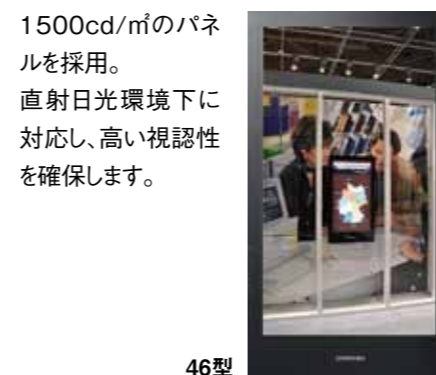 1500cd/㎡のパネ
ルを採用。
直射日光環境下に
対応し、高い視認性
を確保します。
46型